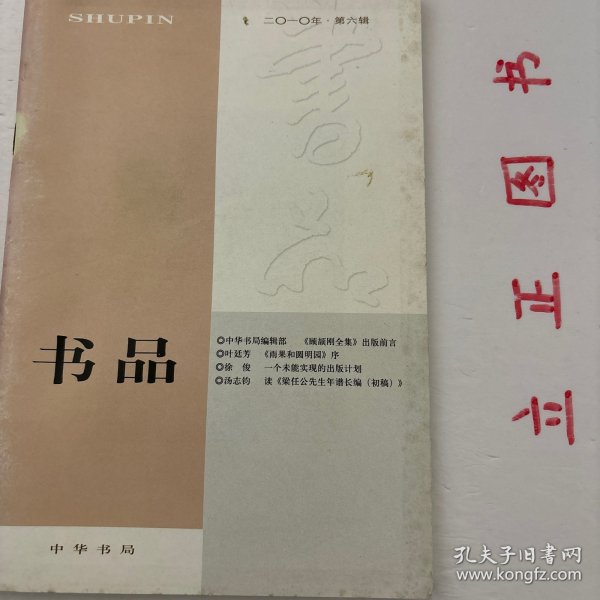 SHUPIN
二〇一〇年·第六辑
書品
书品
◎中华书局编辑部 《顾颉刚全集》出版前言
◎叶廷芳 《雨果和圆明园》序
◎徐 俊 一个未能实现的出版计划
◎汤志钧 读《梁任公先生年谱长编（初稿）》
中华书局
立正图书
孔夫子旧书网
www.kongfz.com